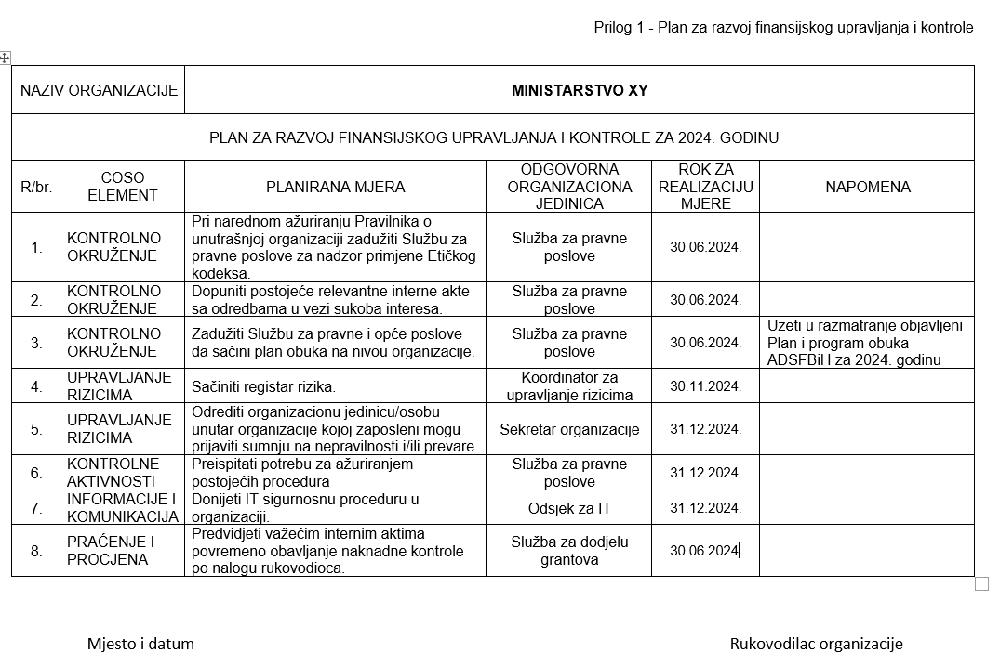 Prilog 1 - Plan za razvoj finansijskog upravljanja i kontrole
NAZIV ORGANIZACIJE
MINISTARSTVO XY
PLAN ZA RAZVOJ FINANSIJSKOG UPRAVLJANJA I KONTROLE ZA 2024. GODINU
R/br.
COSO
ELEMENT
PLANIRANA MJERA
ODGOVORNA
ORGANIZACIONA
JEDINICA
ROK ZA
REALIZACIJU
MJERE
NAPOMENA
1.
KONTROLNO
OKRUŽENJE
Pri narednom ažuriranju Pravilnika o
unutrašnjoj organizaciji zadužiti Službu za
pravne poslove za nadzor primjene Etičkog
kodeksa.
Služba za pravne
poslove
30.06.2024.
2.
KONTROLNO
OKRUŽENJE
Dopuniti postojeće relevantne interne akte
sa odredbama u vezi sukoba interesa.
Služba za pravne
poslove
30.06.2024.
3.
KONTROLNO
OKRUŽENJE
Zadužiti Službu za pravne i opće poslove
da sačini plan obuka na nivou organizacije.
Služba za pravne
poslove
30.06.2024.
Uzeti u razmatranje objavljeni
Plan i program obuka
ADSFBiH za 2024. godinu
4.
UPRAVLJANJE
RIZICIMA
Sačiniti registar rizika.
Koordinator za
upravljanje rizicima
30.11.2024.
5.
UPRAVLJANJE
RIZICIMA
Odrediti organizacionu jedinicu/osobu
unutar organizacije kojoj zaposleni mogu
prijaviti sumnju na nepravilnosti i/ili prevare
Sekretar organizacije
31.12.2024.
6.
KONTROLNE
AKTIVNOSTI
Preispitati potrebu za ažuriranjem
postojećih procedura
Služba za pravne
poslove
31.12.2024.
7.
INFORMACIJE I
KOMUNIKACIJA
Donijeti IT sigurnosnu proceduru u
organizaciji.
Odsjek za IT
31.12.2024.
8.
PRAĆENJE I
PROCJENA
Predvidjeti važećim internim aktima
povremeno obavljanje naknadne kontrole
po nalogu rukovodioca.
Služba za dodjelu
grantova
30.06.2024.
Mjesto i datum
Rukovodilac organizacije